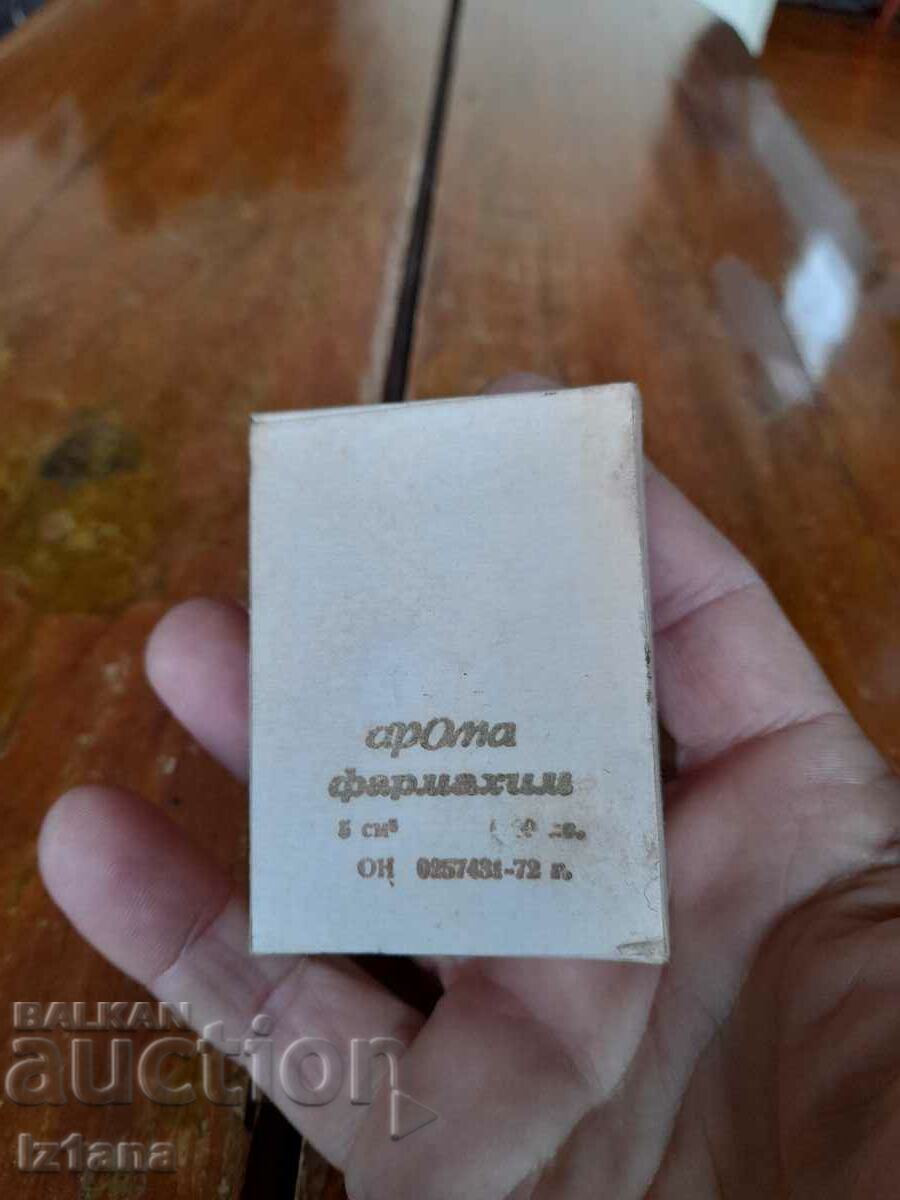 арОма
фармахим
5 см³ лв.
ОН 0257431-72 г.
BALKAN
auction
Iz1ana